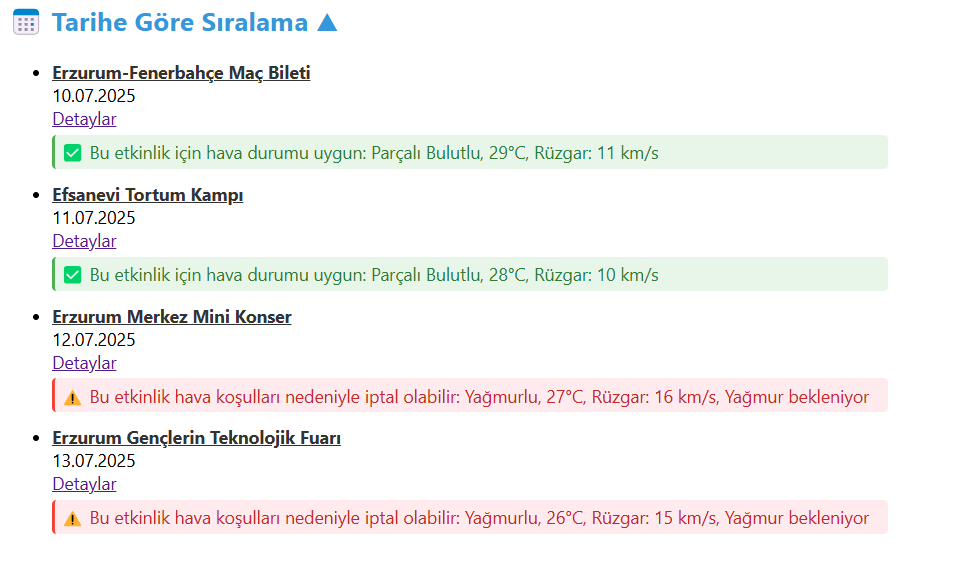 Tarihe Göre Sıralama ▲
Erzurum-Fenerbahçe Maç Bileti
10.07.2025
Detaylar
Bu etkinlik için hava durumu uygun: Parçalı Bulutlu, 29°C, Rüzgar: 11 km/s
Efsanevi Tortum Kampı
11.07.2025
Detaylar
Bu etkinlik için hava durumu uygun: Parçalı Bulutlu, 28°C, Rüzgar: 10 km/s
Erzurum Merkez Mini Konser
12.07.2025
Detaylar
Bu etkinlik hava koşulları nedeniyle iptal olabilir: Yağmurlu, 27°C, Rüzgar: 16 km/s, Yağmur bekleniyor
Erzurum Gençlerin Teknolojik Fuarı
13.07.2025
Detaylar
Bu etkinlik hava koşulları nedeniyle iptal olabilir: Yağmurlu, 26°C, Rüzgar: 15 km/s, Yağmur bekleniyor